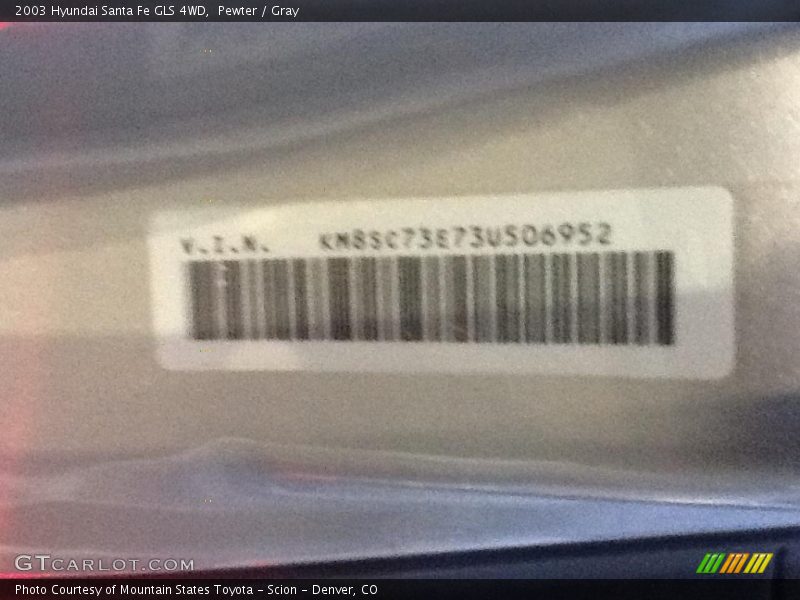 2003 Hyundai Santa Fe GLS 4WD,  Pewter / Gray
V.I.N.   KM8SC73E73U506952
GTCARLOT.COM
Photo Courtesy of Mountain States Toyota - Scion - Denver, CO